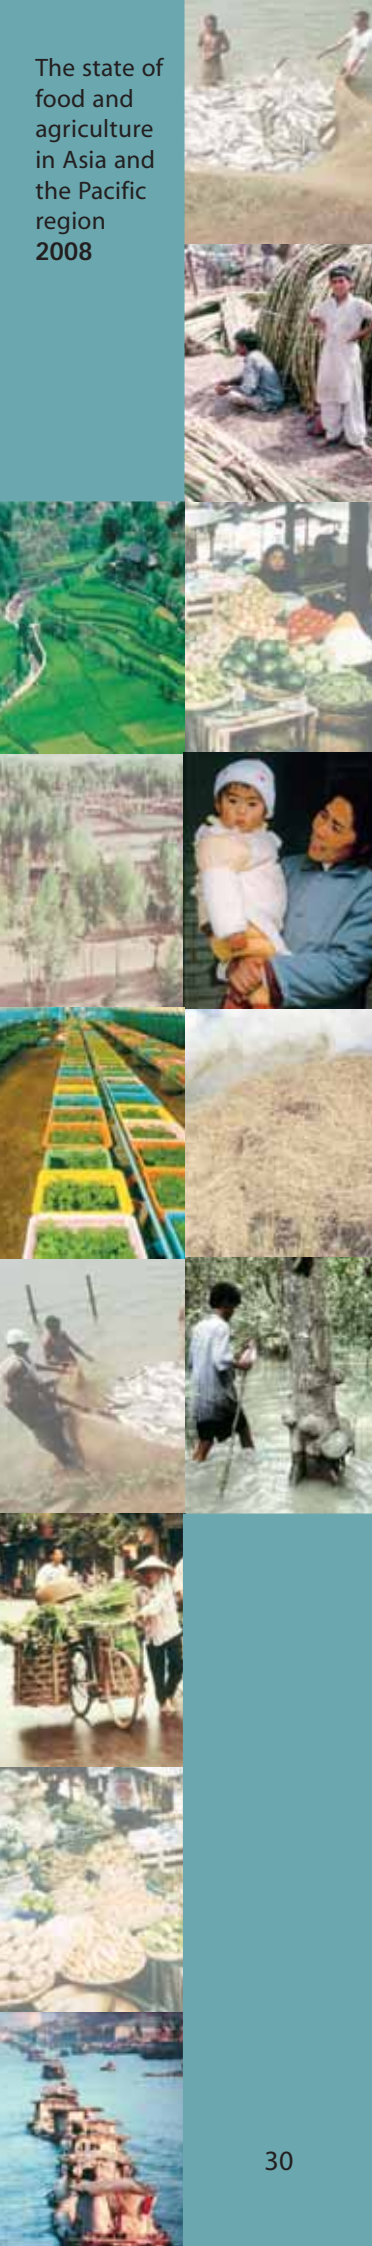 The state of
food and
agriculture
in Asia and
the Pacific
region
2008
30